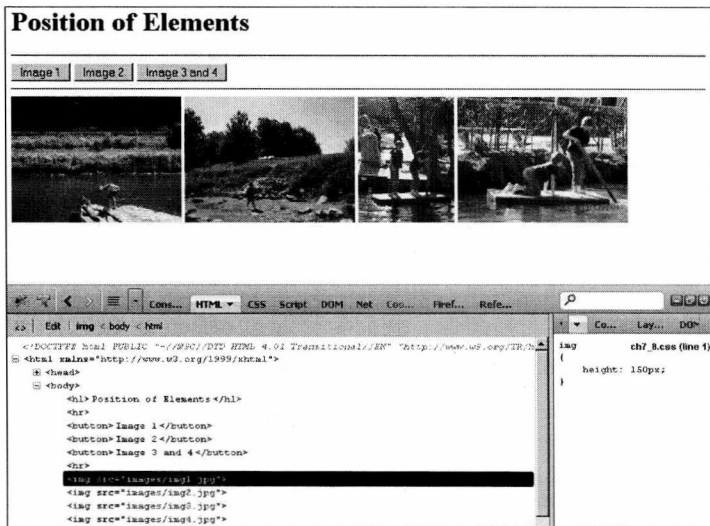 Position of Elements
Image 1 Image 2 Image 3 and 4
Cons... HTML CSS Script DOM Net Coo... Firef... Refe...
Edit img < body < html
<!DOCTYPE html PUBLIC "-//W3C//DTD HTML 4.01 Transitional//EN" "http://www.w3.org/TR/h
<html xmlns="http://www.w3.org/1999/xhtml">
<head>
<body>
<h1>Position of Elements</h1>
<hr>
<button>Image 1</button>
<button>Image 2</button>
<button>Image 3 and 4</button>
<hr>
<img src="images/img1.jpg">
<img src="images/img2.jpg">
<img src="images/img3.jpg">
<img src="images/img4.jpg">
Co... Lay... DOM
img ch7_8.css (line 1)
{
height: 150px;
}